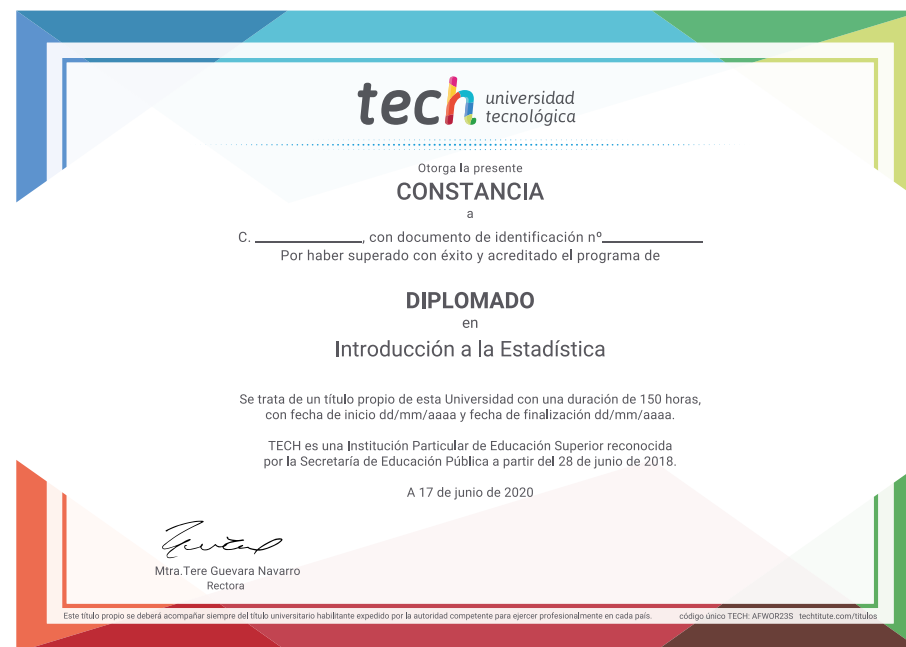 tech universidad
tecnológica
Otorga la presente
CONSTANCIA
a
C. ____________, con documento de identificación nº____________
Por haber superado con éxito y acreditado el programa de
DIPLOMADO
en
Introducción a la Estadística
Se trata de un título propio de esta Universidad con una duración de 150 horas,
con fecha de inicio dd/mm/aaaa y fecha de finalización dd/mm/aaaa.
TECH es una Institución Particular de Educación Superior reconocida
por la Secretaría de Educación Pública a partir del 28 de junio de 2018.
A 17 de junio de 2020
Mtra.Tere Guevara Navarro
Rectora
Este título propio se deberá acompañar siempre del título universitario habilitante expedido por la autoridad competente para ejercer profesionalmente en cada país. código único TECH: AFWOR23S techtitute.com/titulos